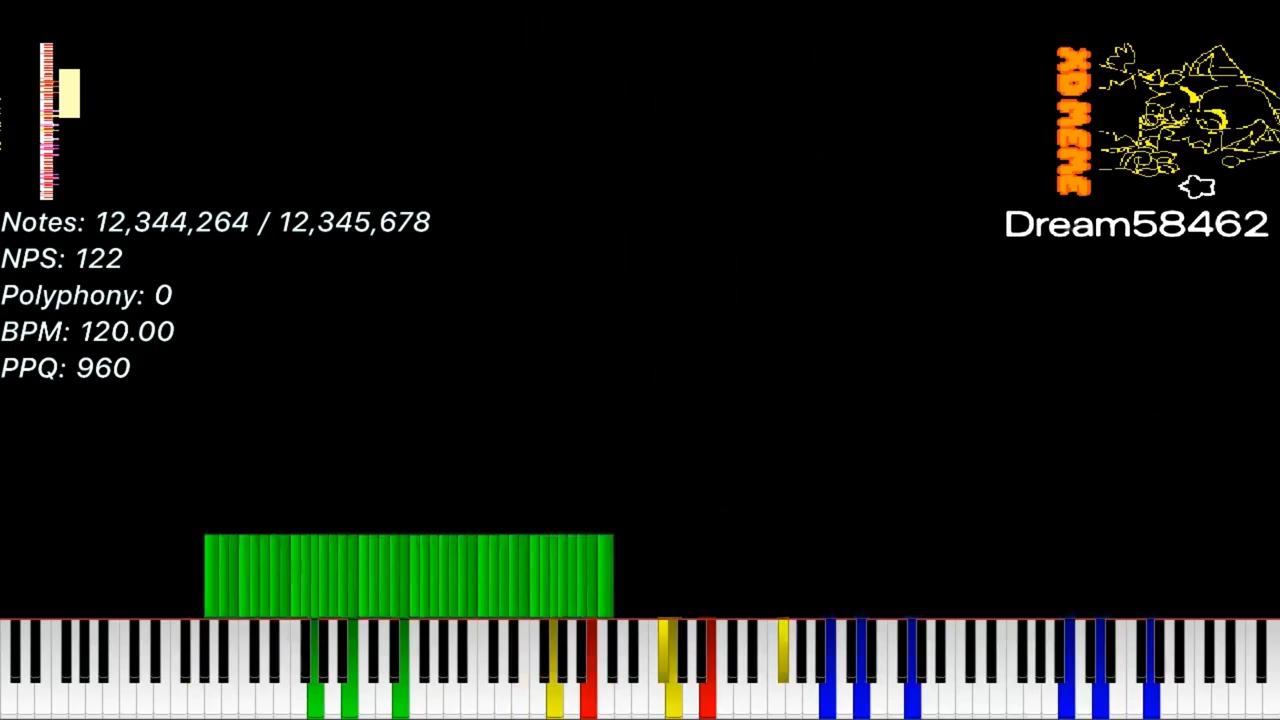 XD MEME
Notes: 12,344,264 / 12,345,678
Dream58462
NPS: 122
Polyphony: 0
BPM: 120.00
PPQ: 960